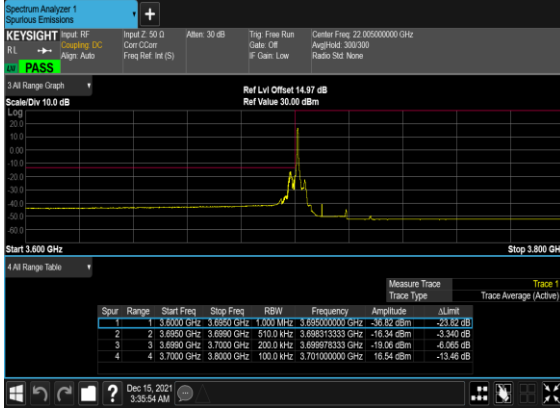 Spectrum Analyzer 1
Spurious Emissions
+
KEYSIGHT Input: RF Input Z: 50 Ω Atten: 30 dB Trig: Free Run Center Freq: 22.005000000 GHz
RL Coupling: DC Corr CCorr Gate: Off Avg|Hold: 300/300
Align: Auto Freq Ref: Int (S) IF Gain: Low Radio Std: None
PASS
3 All Range Graph
Ref Lvl Offset 14.97 dB
Scale/Div 10.0 dB Ref Value 30.00 dBm
Log
20.0
10.0
0.00
-10.0
-20.0
-30.0
-40.0
-50.0
-60.0
Start 3.600 GHz Stop 3.800 GH
4 All Range Table
Measure Trace Trace 1
Trace Type Trace Average (Active)
Spur Range Start Freq Stop Freq RBW Frequency Amplitude ΔLimit
1 1 3.6000 GHz 3.6950 GHz 1.000 MHz 3.695000000 GHz -36.82 dBm -23.82 dB
2 2 3.6950 GHz 3.6990 GHz 510.0 kHz 3.698313333 GHz -16.34 dBm -3.340 dB
3 3 3.6990 GHz 3.7000 GHz 200.0 kHz 3.699978333 GHz -19.06 dBm -6.065 dB
4 4 3.7000 GHz 3.8000 GHz 100.0 kHz 3.701000000 GHz 16.54 dBm -13.46 dB
? Dec 15, 2021
3:35:54 AM